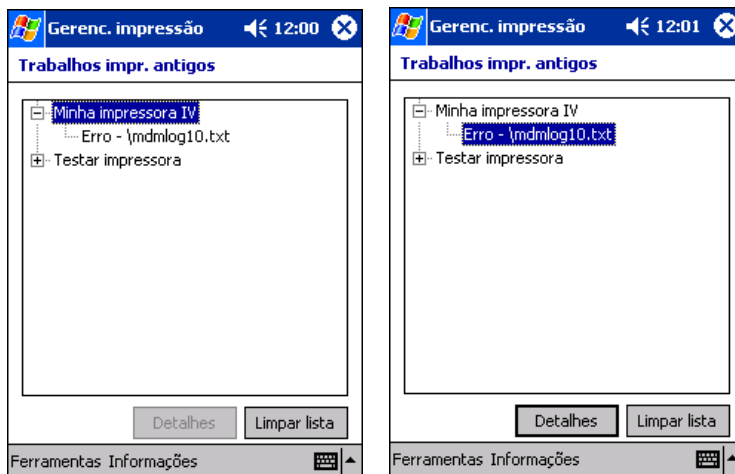 Gerenc. impressão 12:00
Trabalhos impr. antigos
Minha impressora IV
Erro - \mdmlog10.txt
Testar impressora
Detalhes Limpar lista
Ferramentas Informações
Gerenc. impressão 12:01
Trabalhos impr. antigos
Minha impressora IV
Erro - \mdmlog10.txt
Testar impressora
Detalhes Limpar lista
Ferramentas Informações